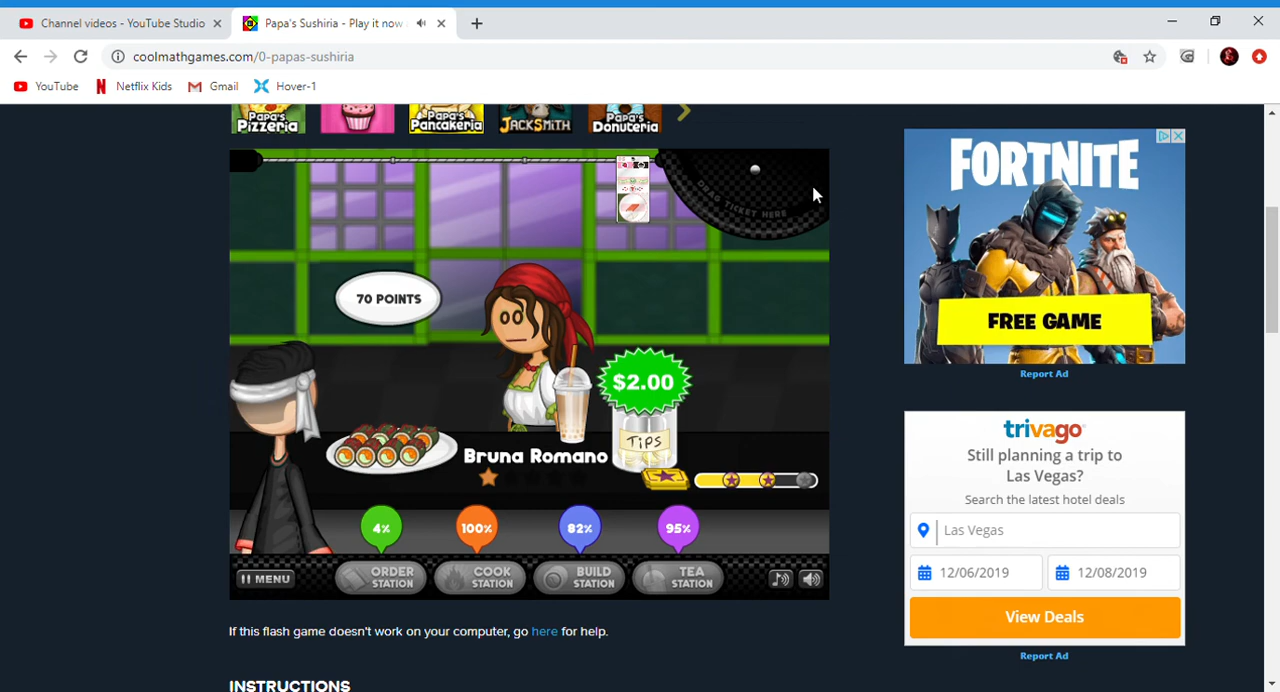 Channel videos - YouTube Studio
Papa's Sushiria - Play it now
coolmathgames.com/0-papas-sushiria
YouTube
Netflix Kids
Gmail
Hover-1
Papa's
Pizzeria
Papa's
Pancakeria
JACKSMITH
Papa's
Donuteria
DRAG TICKET HERE
70 POINTS
$2.00
TIPS
Bruna Romano
4%
100%
82%
95%
MENU
ORDER
STATION
COOK
STATION
BUILD
STATION
TEA
STATION
If this flash game doesn't work on your computer, go here for help.
INSTRUCTIONS
FORTNITE
FREE GAME
Report Ad
trivago
Still planning a trip to
Las Vegas?
Search the latest hotel deals
Las Vegas
12/06/2019
12/08/2019
View Deals
Report Ad